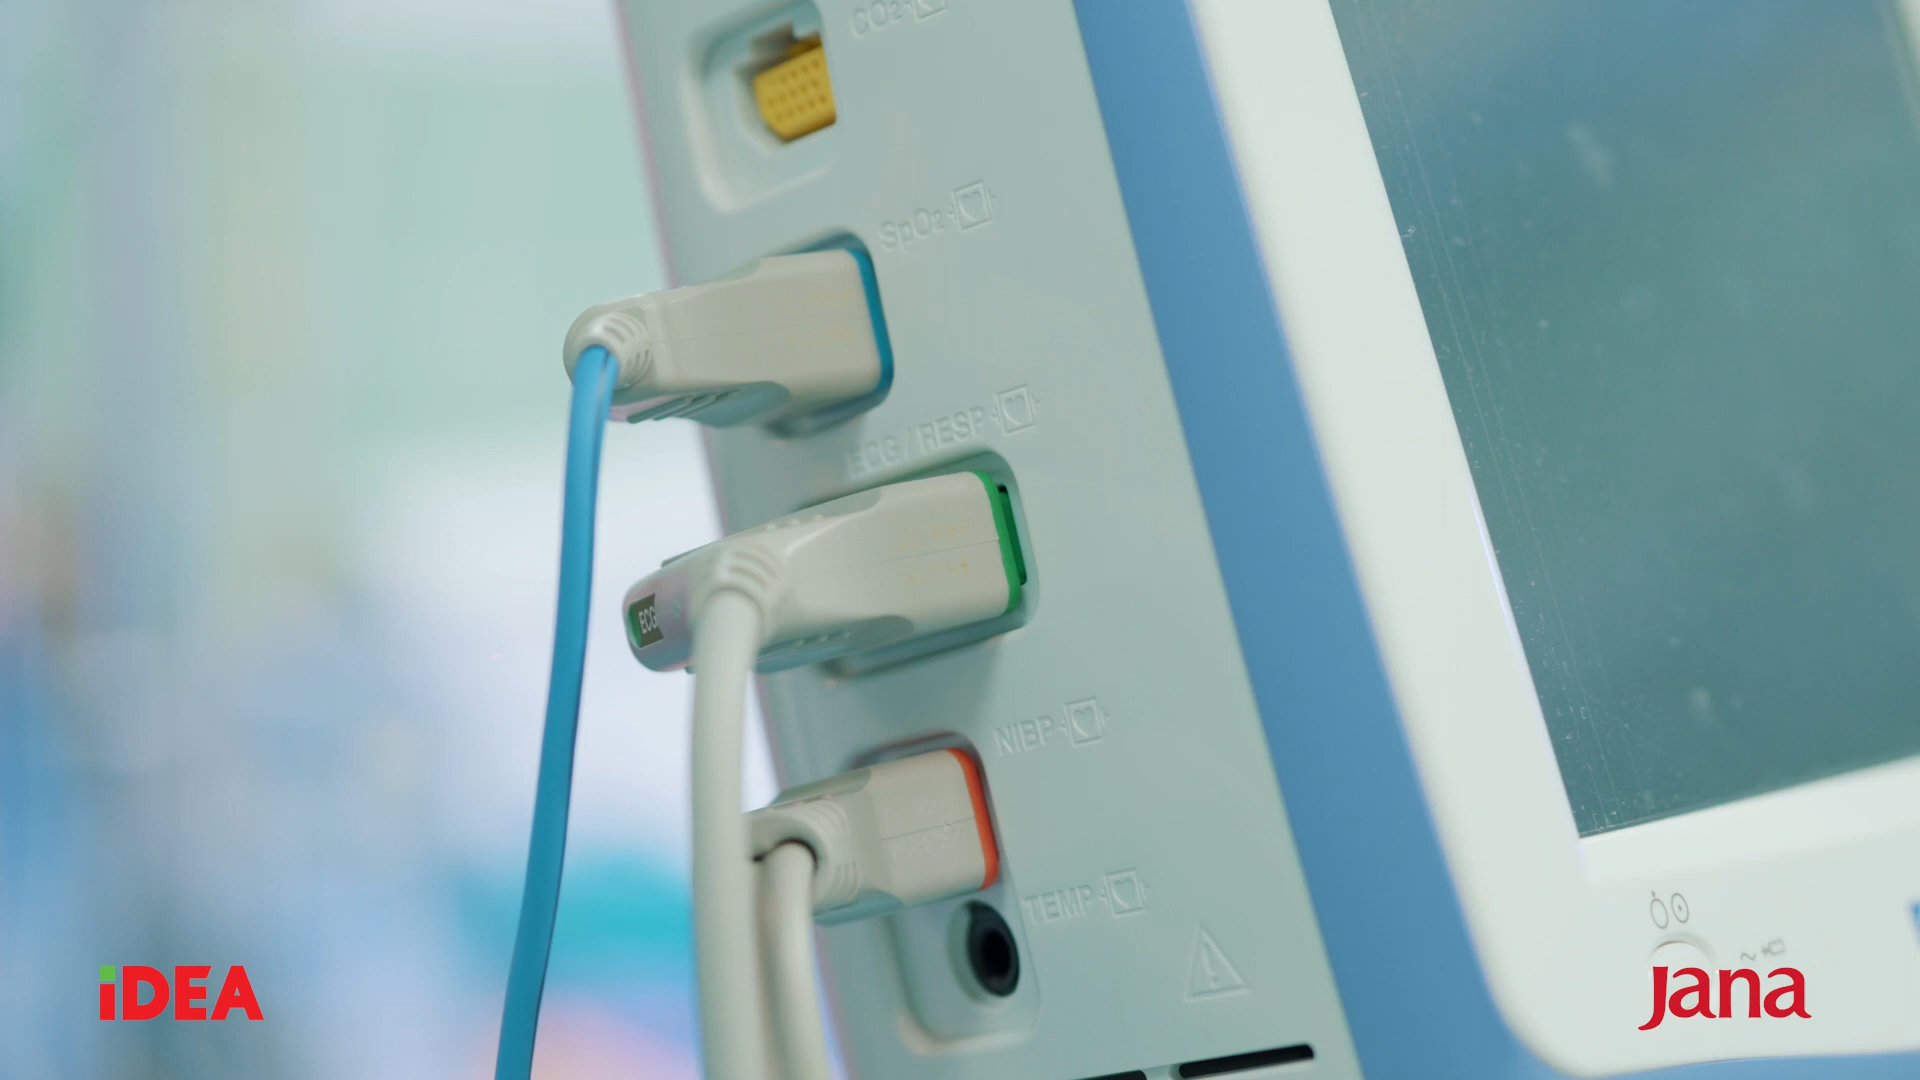 CO2
SpO2
ECG / RESP
ECG
NIBP
TEMP
iDEA
jana